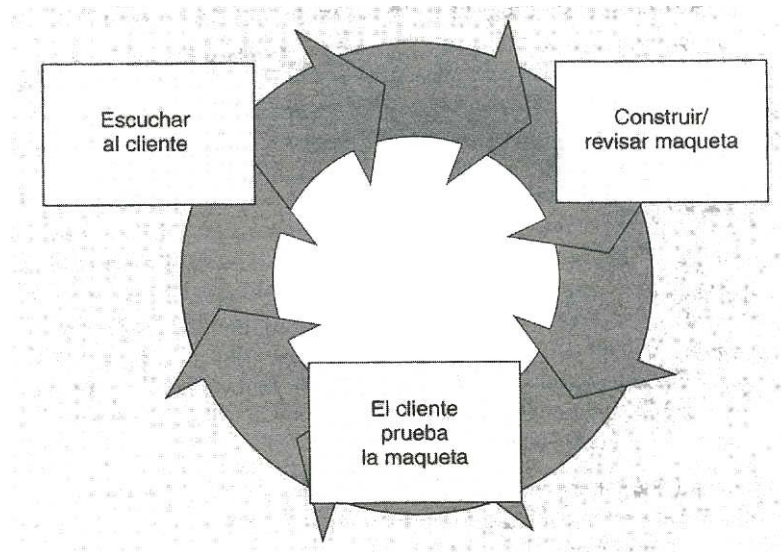 Escuchar
al cliente
Construir/
revisar maqueta
El cliente
prueba
la maqueta